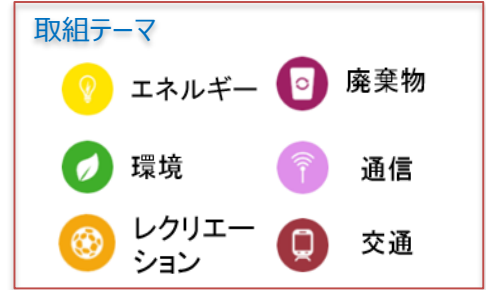 取組テーマ
エネルギー
廃棄物
環境
通信
レクリエー
ション
交通